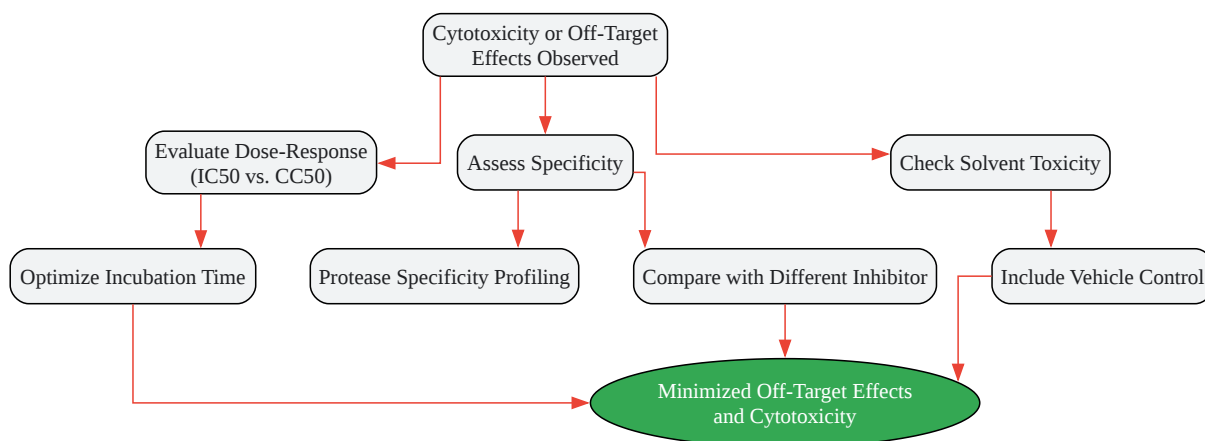 Cytotoxicity or Off-Target
Effects Observed
Evaluate Dose-Response
(IC50 vs. CC50)
Assess Specificity
Check Solvent Toxicity
Optimize Incubation Time
Protease Specificity Profiling
Compare with Different Inhibitor
Include Vehicle Control
Minimized Off-Target Effects
and Cytotoxicity